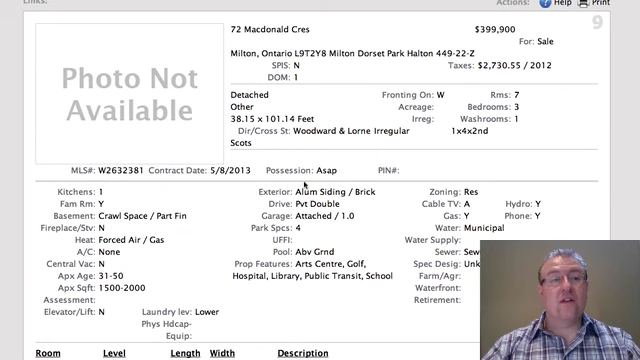 Links:
Actions: Help Print
9
Photo Not
Available
72 Macdonald Cres $399,900
For: Sale
Milton, Ontario L9T2Y8 Milton Dorset Park Halton 449-22-Z
SPIS: N Taxes: $2,730.55 / 2012
DOM: 1
Detached Fronting On: W Rms: 7
Other Acreage: Bedrooms: 3
38.15 x 101.14 Feet Irreg: Washrooms: 1
Dir/Cross St: Woodward & Lorne Irregular 1x4x2nd
Scots
MLS#: W2632381 Contract Date: 5/8/2013 Possession: Asap PIN#:
Kitchens: 1 Exterior: Alum Siding / Brick Zoning: Res
Fam Rm: Y Drive: Pvt Double Cable TV: A Hydro: Y
Basement: Crawl Space / Part Fin Garage: Attached / 1.0 Gas: Y Phone: Y
Fireplace/Stv: N Park Spcs: 4 Water: Municipal
Heat: Forced Air / Gas UFFI: Water Supply:
A/C: None Pool: Abv Grnd Sewer: Sew
Central Vac: N Prop Features: Arts Centre, Golf, Spec Desig: Unk
Apx Age: 31-50 Hospital, Library, Public Transit, School Farm/Agr:
Apx Sqft: 1500-2000 Waterfront:
Assessment: Retirement:
Elevator/Lift: N Laundry lev: Lower
Phys Hdcap-
Equip:
Room Level Length Width Description